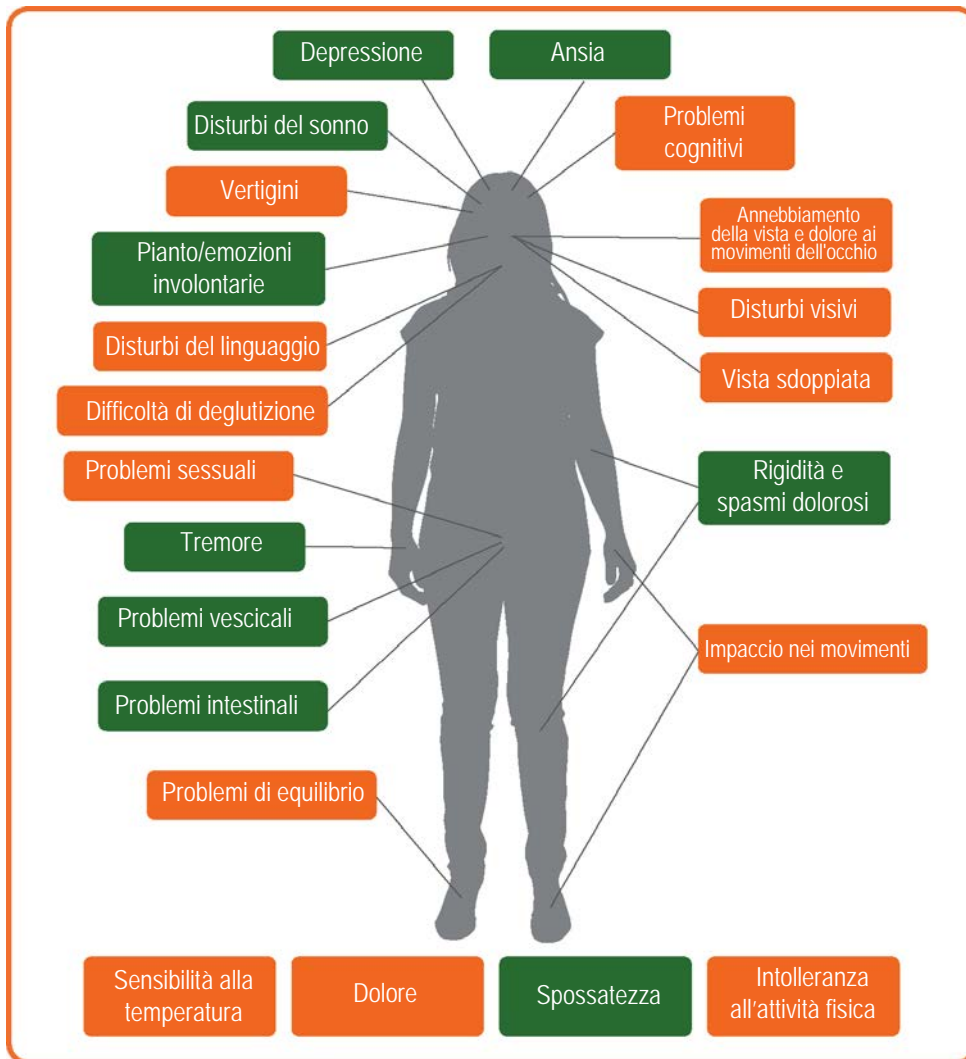 Depressione
Ansia
Disturbi del sonno
Problemi
cognitivi
Vertigini
Annebbiamento
della vista e dolore ai
movimenti dell'occhio
Pianto/emozioni
involontarie
Disturbi visivi
Disturbi del linguaggio
Vista sdoppiata
Difficoltà di deglutizione
Problemi sessuali
Rigidità e
spasmi dolorosi
Tremore
Problemi vescicali
Impaccio nei movimenti
Problemi intestinali
Problemi di equilibrio
Sensibilità alla
temperatura
Dolore
Spossatezza
Intolleranza
all'attività fisica